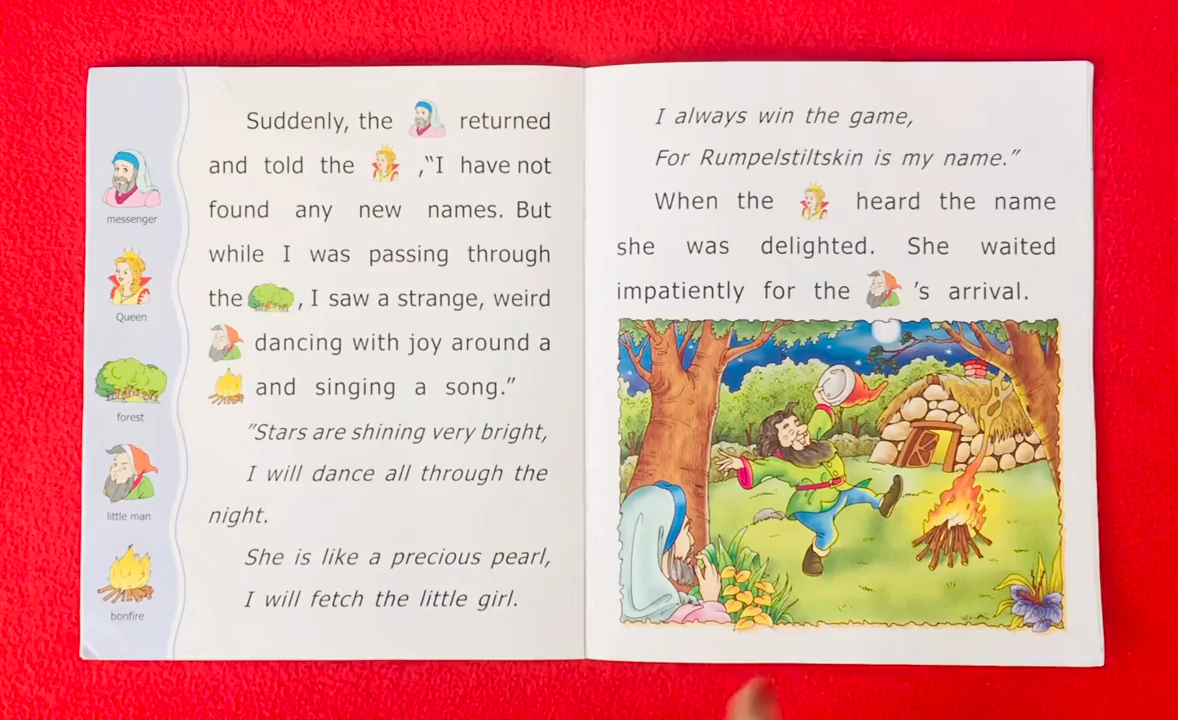 messenger
Queen
forest
little man
bonfire
Suddenly, the returned
and told the ,“I have not
found any new names. But
while I was passing through
the , I saw a strange, weird
dancing with joy around a
and singing a song.”
”Stars are shining very bright,
I will dance all through the
night.
She is like a precious pearl,
I will fetch the little girl.
I always win the game,
For Rumpelstiltskin is my name.”
When the heard the name
she was delighted. She waited
impatiently for the ’s arrival.